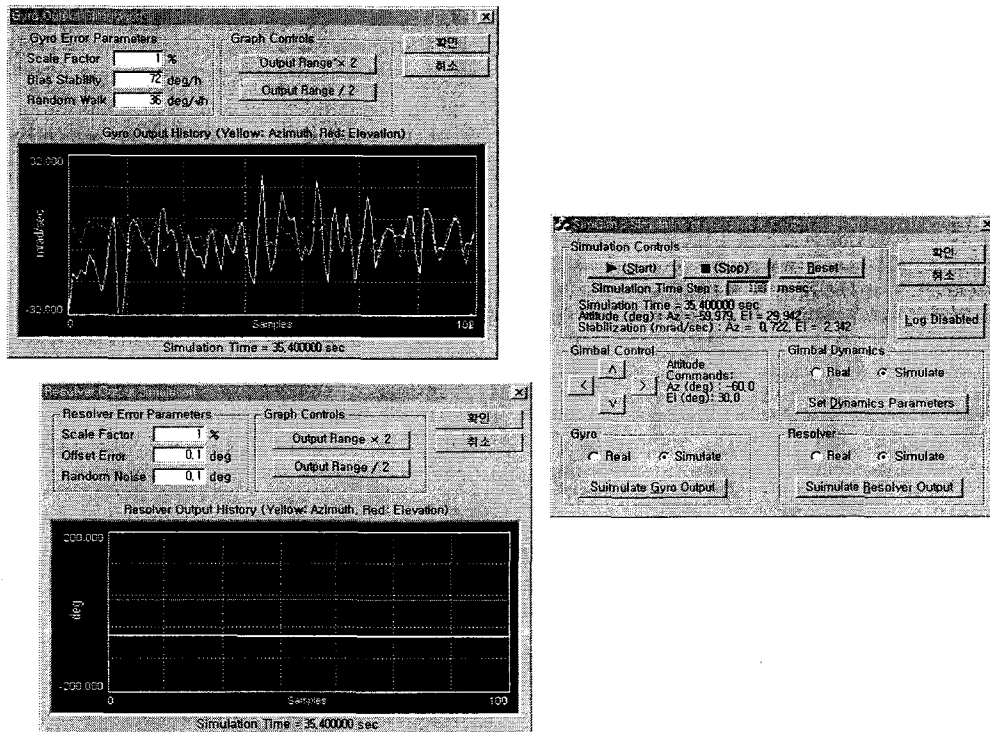 Gyro Output Simulation
Gyro Error Parameters
Scale Factor 1 %
Bias Stability 72 deg/h
Random Walk 36 deg/√h
Graph Controls
Output Range × 2
Output Range / 2
확인
취소
Gyro Output History (Yellow: Azimuth, Red: Elevation)
32.000
mrad/sec
-32.000
0
Samples
100
Simulation Time = 35.400000 sec
Resolver Error Parameters
Scale Factor 1 %
Offset Error 0.1 deg
Random Noise 0.1 deg
Graph Controls
Output Range × 2
Output Range / 2
확인
취소
Resolver Output History (Yellow: Azimuth, Red: Elevation)
200.000
deg
-200.000
0
Samples
100
Simulation Time = 35.400000 sec
Simulation Controls
▶ (Start)
■ (Stop)
Reset
Simulation Time Step : msec
Simulation Time = 35.400000 sec
Attitude (deg) : Az = -59.979, El = 29.942
Stabilization (mrad/sec) : Az = 0.722, El = 2.342
확인
취소
Log Disabled
Gimbal Control
<
^
v
>
Attitude
Commands:
Az (deg) : -60.0
El (deg) : 30.0
Gimbal Dynamics
Real
Simulate
Set Dynamics Parameters
Gyro
Real
Simulate
Suimulate Gyro Output
Resolver
Real
Simulate
Suimulate Resolver Output